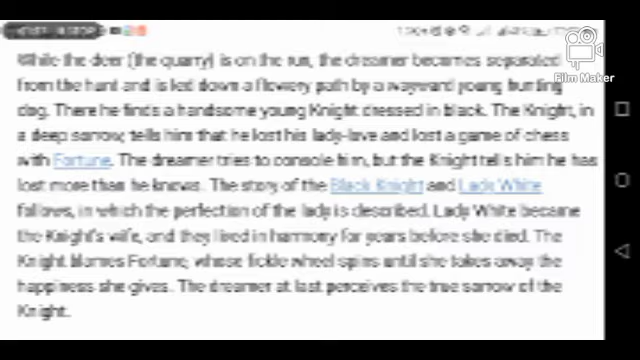 Film Maker
While the deer (the quarry) is on the run, the dreamer becomes separated
from the hunt and is led down a flowery path by a wayward young hunting
dog. There he finds a handsome young Knight dressed in black. The Knight, in
a deep sorrow, tells him that he lost his lady-love and lost a game of chess
with Fortune. The dreamer tries to console him, but the Knight tells him he has
lost more than he knows. The story of the Black Knight and Lady White
follows, in which the perfection of the lady is described. Lady White became
the Knight's wife, and they lived in harmony for years before she died. The
Knight blames Fortune, whose fickle wheel spins until she takes away the
happiness she gives. The dreamer at last perceives the true sorrow of the
Knight.